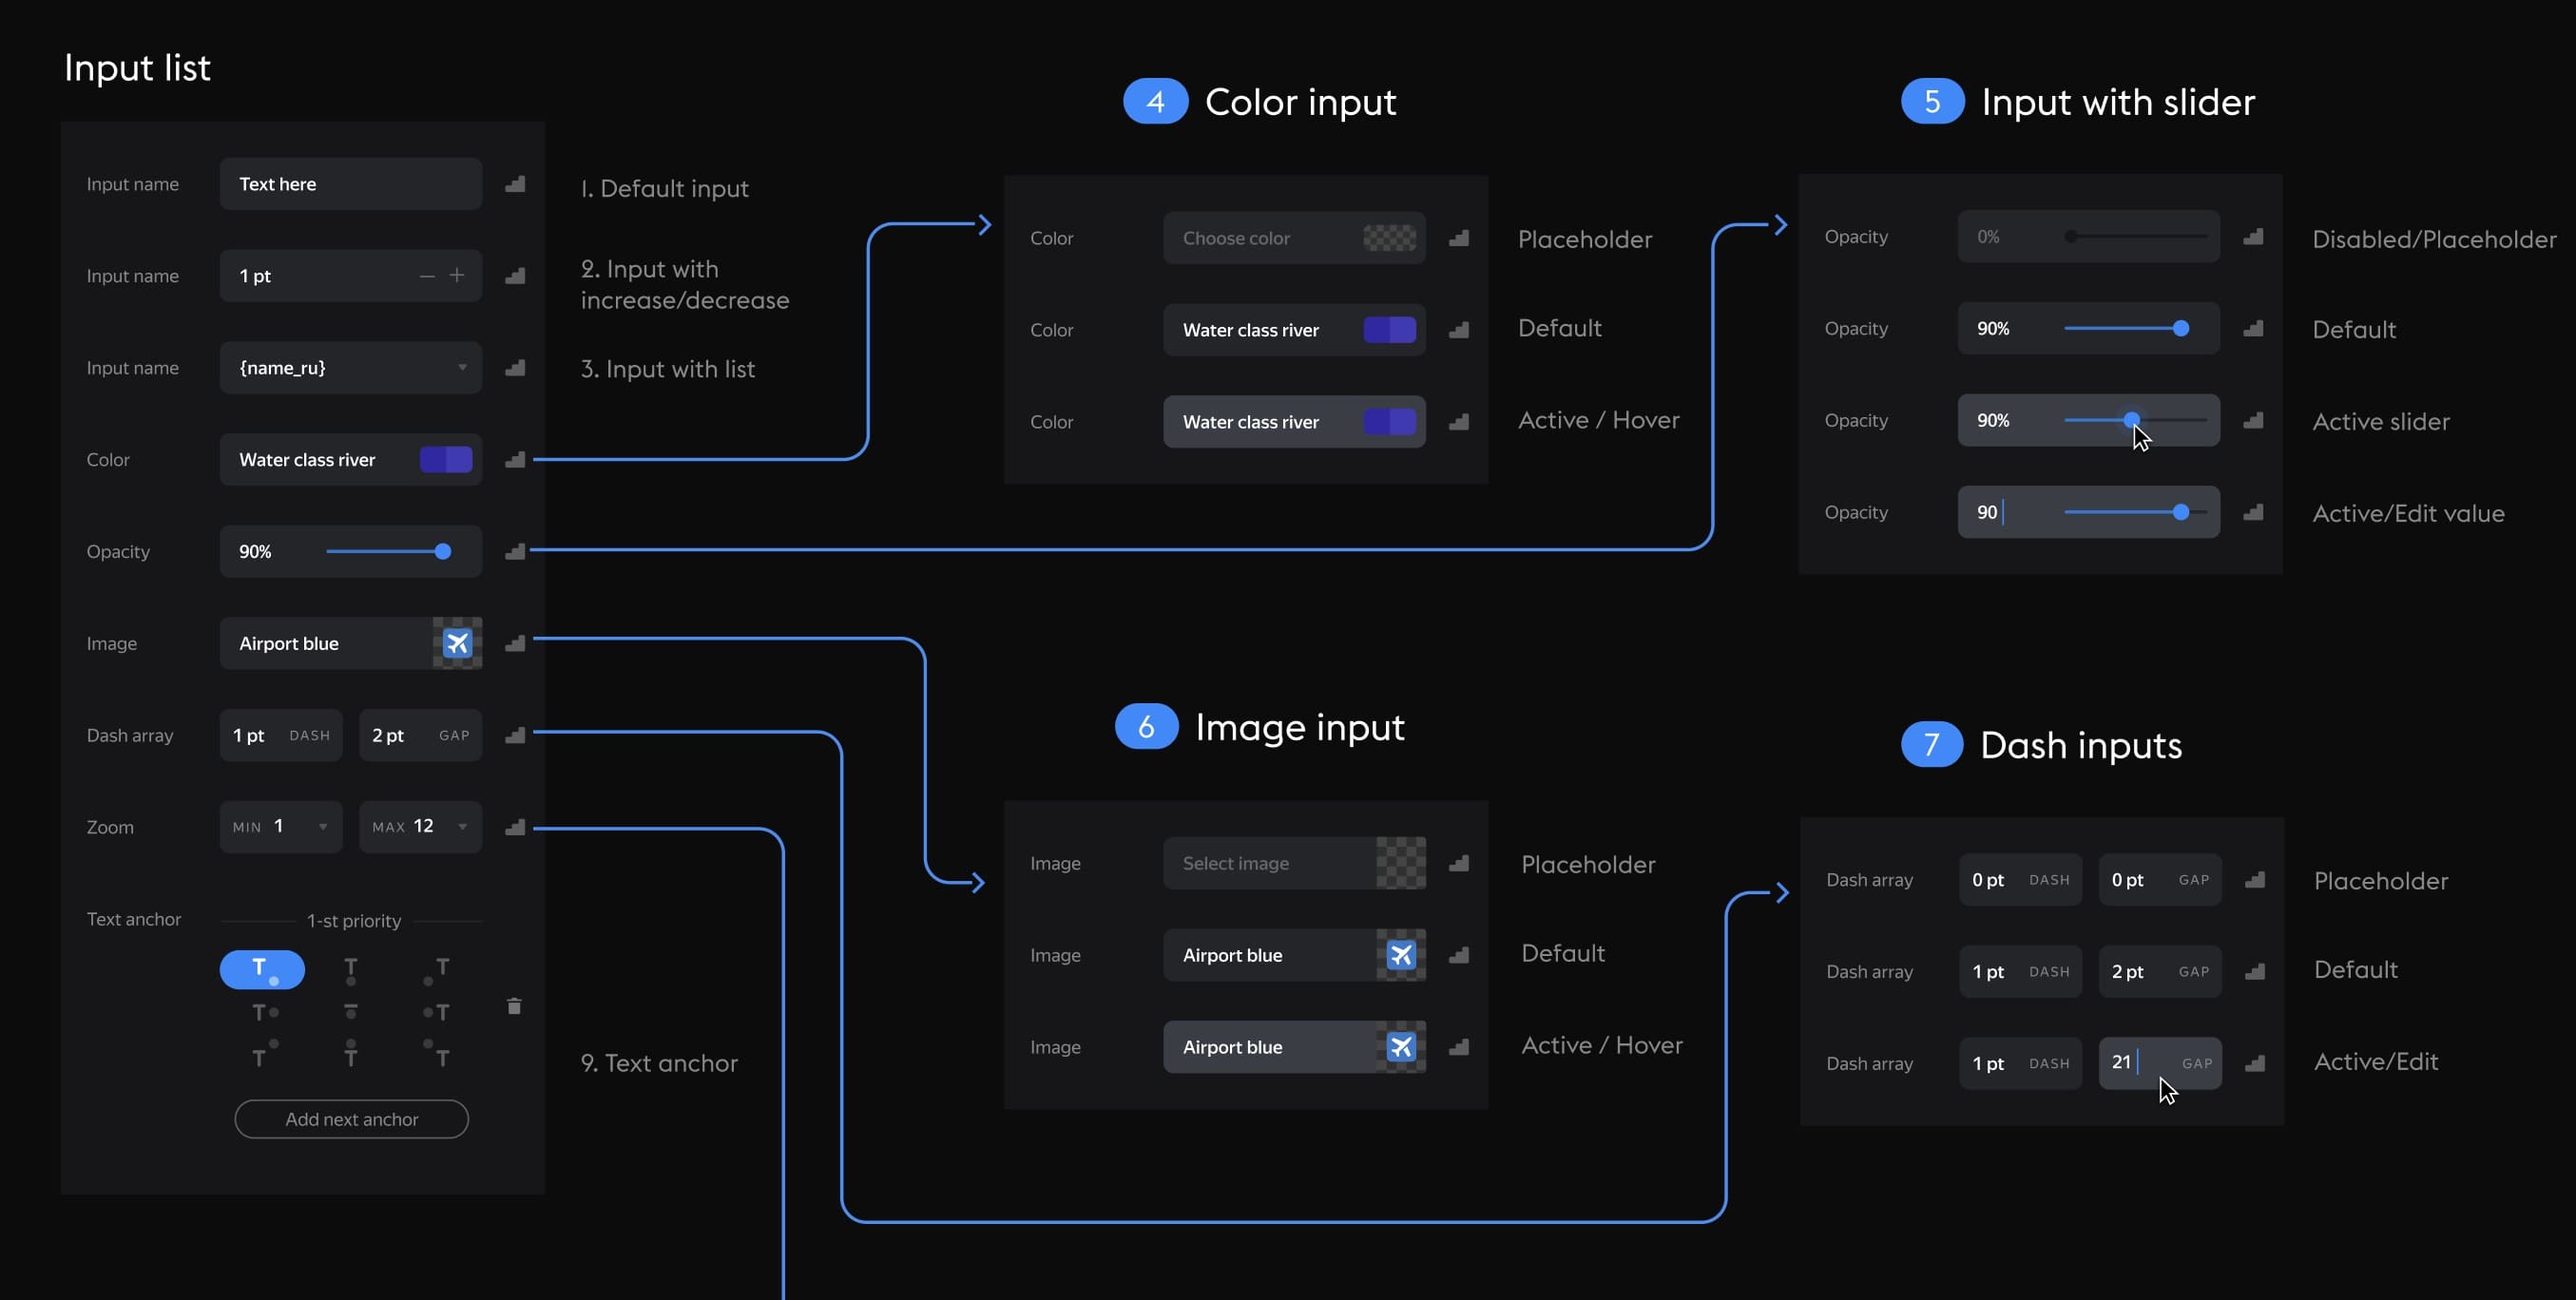 Input list
Input name
Text here
1. Default input
Input name
1 pt
2. Input with
increase/decrease
Input name
{name_ru}
3. Input with list
Color
Water class river
Opacity
90%
Image
Airport blue
Dash array
1 pt DASH
2 pt GAP
Zoom
MIN 1
MAX 12
Text anchor
1-st priority
T T T
T T T
T T T
9. Text anchor
Add next anchor
4 Color input
Color
Choose color
Placeholder
Color
Water class river
Default
Color
Water class river
Active / Hover
5 Input with slider
Opacity
0%
Disabled/Placeholder
Opacity
90%
Default
Opacity
90%
Active slider
Opacity
90
Active/Edit value
6 Image input
Image
Select image
Placeholder
Image
Airport blue
Default
Image
Airport blue
Active / Hover
7 Dash inputs
Dash array
0 pt DASH
0 pt GAP
Placeholder
Dash array
1 pt DASH
2 pt GAP
Default
Dash array
1 pt DASH
21 GAP
Active/Edit